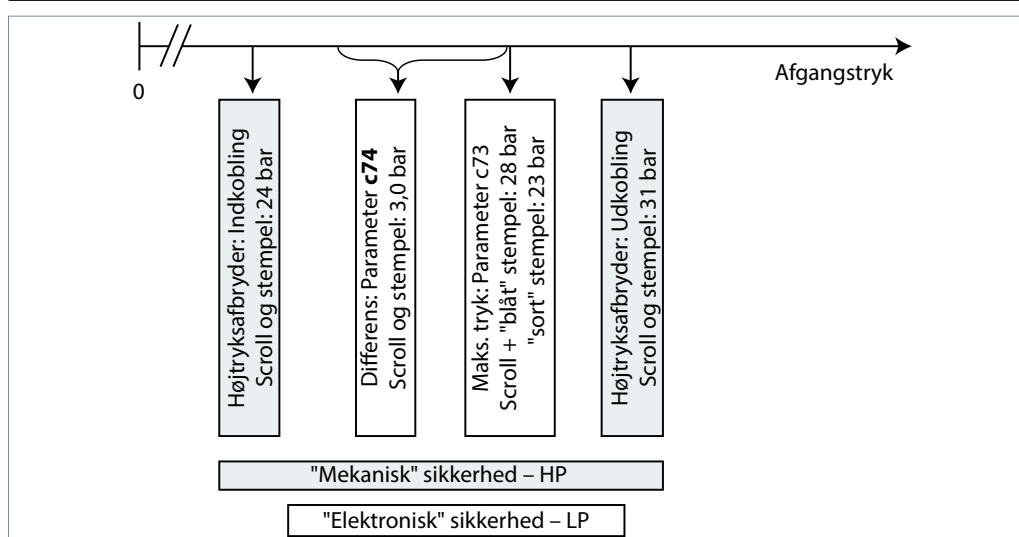 0
Afgangstryk
Højtryksafbryder: Indkobling
Scroll og stempel: 24 bar
Differens: Parameter c74
Scroll og stempel: 3,0 bar
Maks. tryk: Parameter c73
Scroll + "blåt" stempel: 28 bar
"sort" stempel: 23 bar
Højtryksafbryder: Udkobling
Scroll og stempel: 31 bar
"Mekanisk" sikkerhed – HP
"Elektronisk" sikkerhed – LP